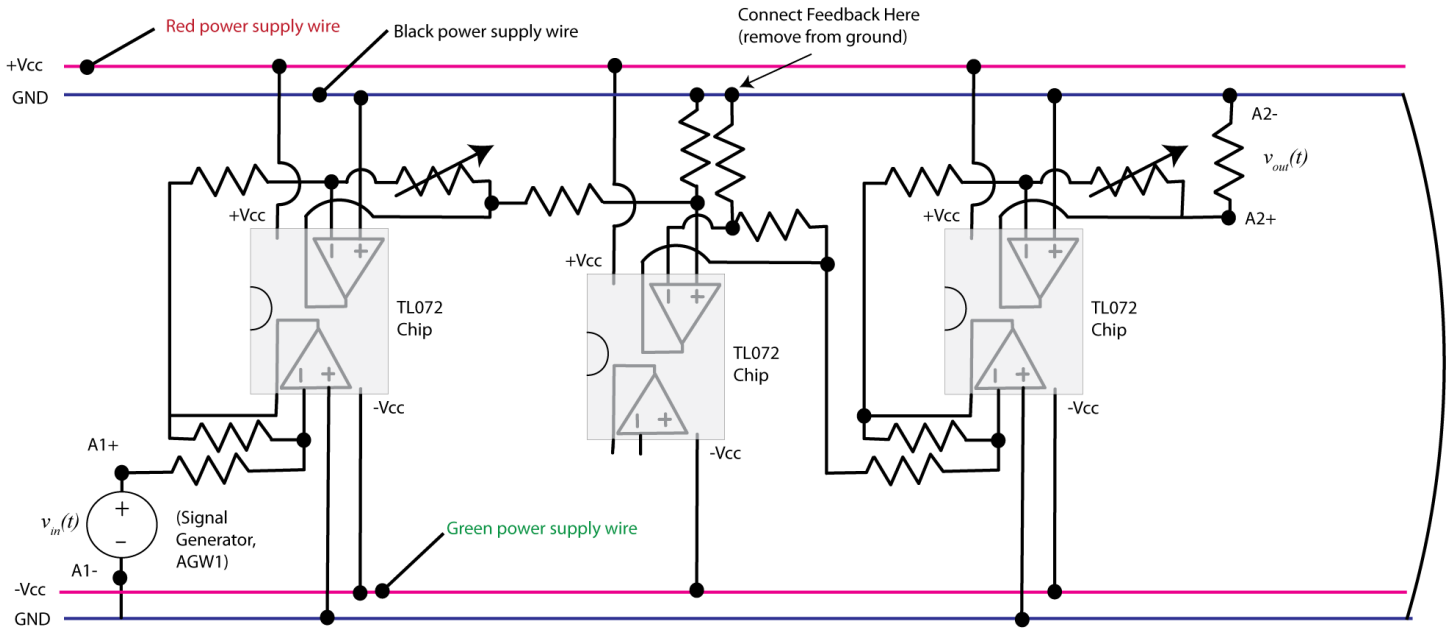 Red power supply wire
Black power supply wire
Connect Feedback Here
(remove from ground)
+Vcc
GND
A2-
v_out(t)
A2+
+Vcc
+Vcc
+Vcc
TL072
Chip
TL072
Chip
TL072
Chip
-Vcc
-Vcc
-Vcc
A1+
v_in(t)
+
–
(Signal
Generator,
AGW1)
A1-
Green power supply wire
-Vcc
GND